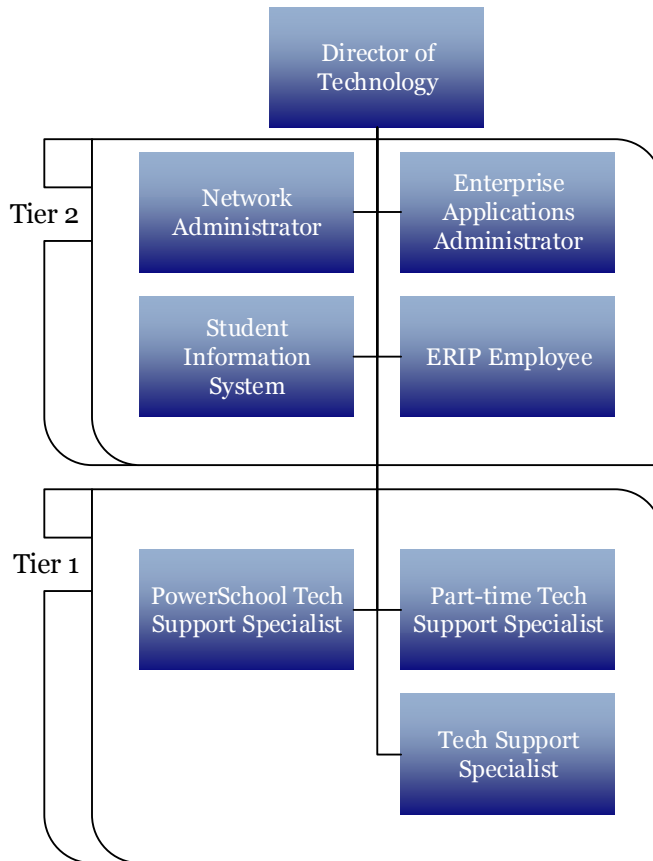 Director of
Technology
Tier 2
Network
Administrator
Enterprise
Applications
Administrator
Student
Information
System
ERIP Employee
Tier 1
PowerSchool Tech
Support Specialist
Part-time Tech
Support Specialist
Tech Support
Specialist